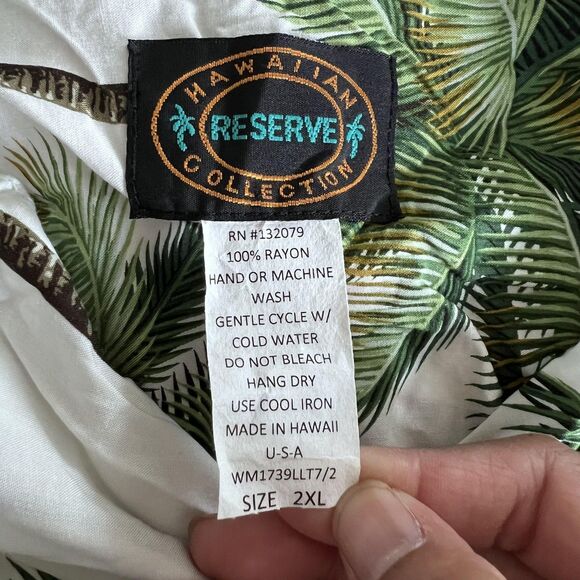 HAWAIIAN
RESERVE
COLLECTION
RN #132079
100% RAYON
HAND OR MACHINE
WASH
GENTLE CYCLE W/
COLD WATER
DO NOT BLEACH
HANG DRY
USE COOL IRON
MADE IN HAWAII
U-S-A
WM1739LLT7/2
SIZE 2XL